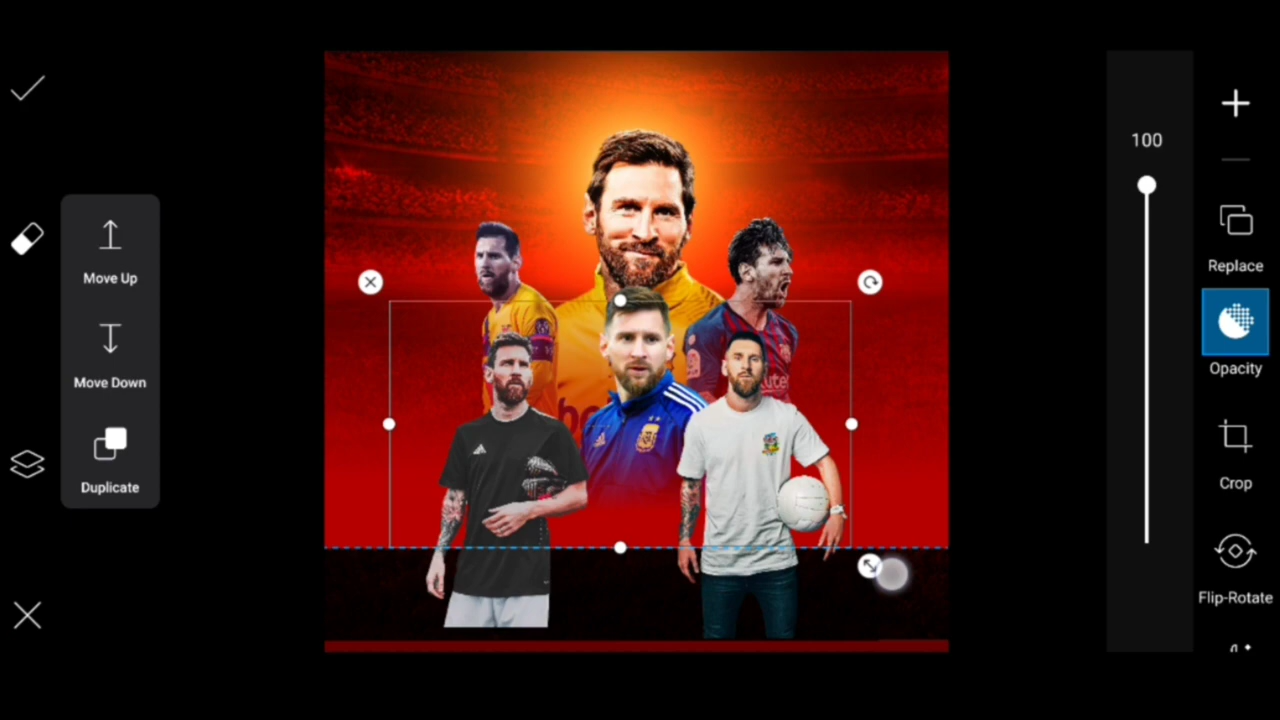 100
Move Up
Replace
Move Down
Opacity
Duplicate
Crop
Flip-Rotate